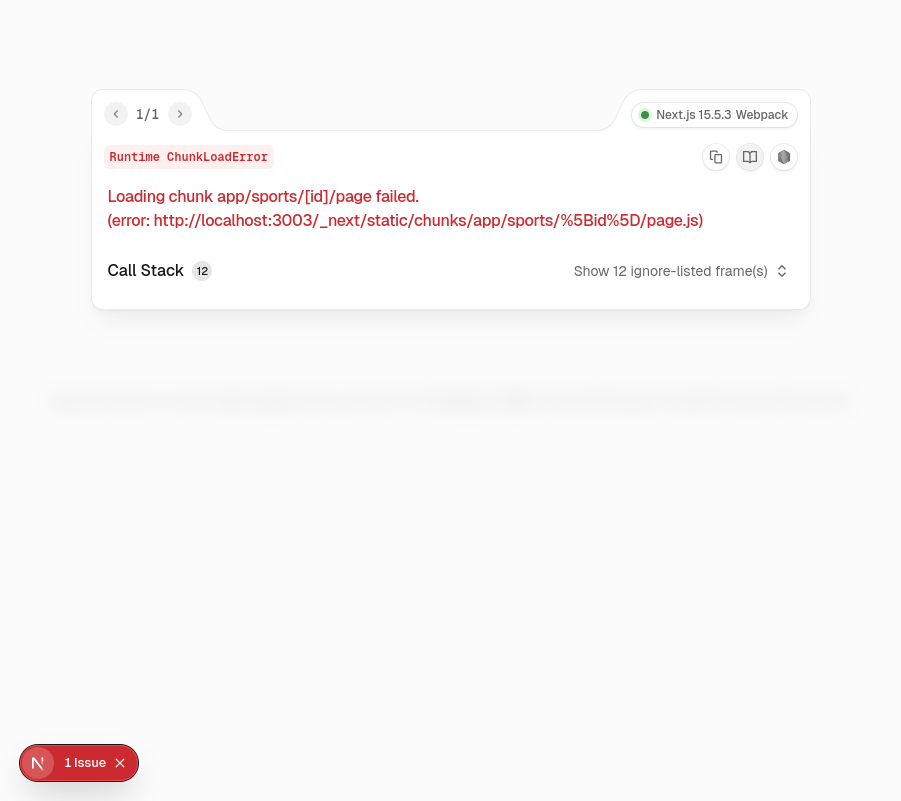 1/1
Next.js 15.5.3 Webpack
Runtime ChunkLoadError
Loading chunk app/sports/[id]/page failed.
(error: http://localhost:3003/_next/static/chunks/app/sports/%5Bid%5D/page.js)
Call Stack 12
Show 12 ignore-listed frame(s)
N 1 Issue